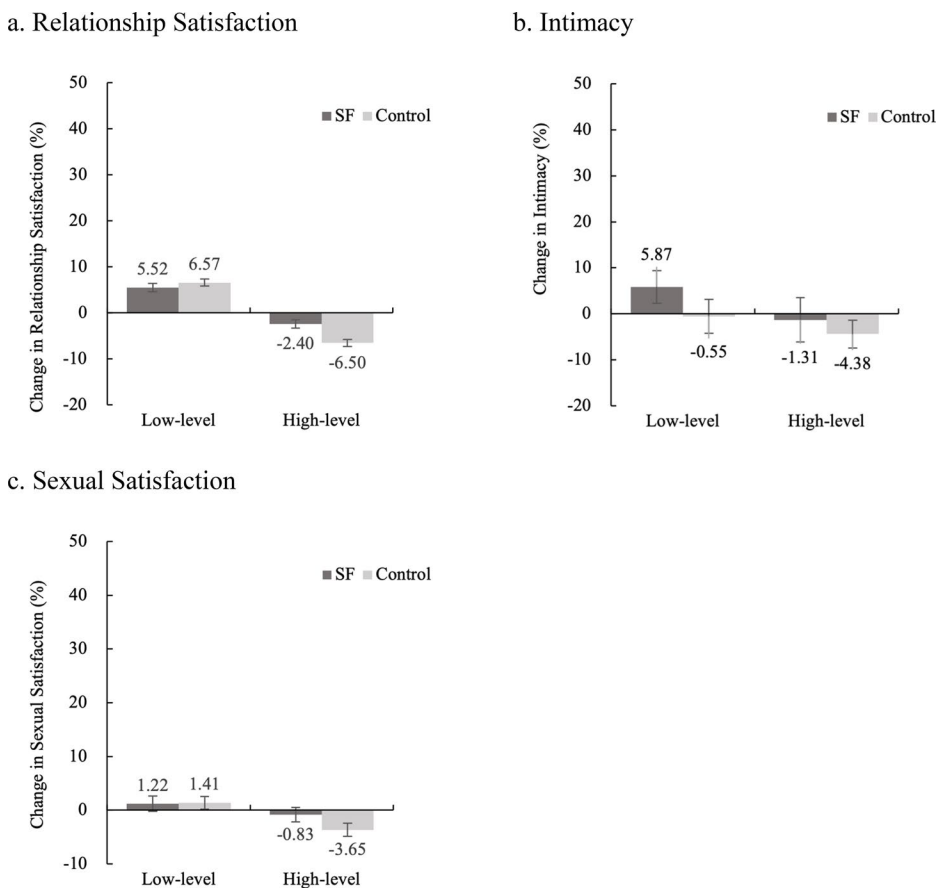 a. Relationship Satisfaction
50
40
30
20
10
0
-10
-20
Change in Relationship Satisfaction (%)
SF Control
5.52 6.57
-2.40 -6.50
Low-level High-level
b. Intimacy
50
40
30
20
10
0
-10
-20
Change in Intimacy (%)
SF Control
5.87
-0.55 -1.31 -4.38
Low-level High-level
c. Sexual Satisfaction
50
40
30
20
10
0
-10
Change in Sexual Satisfaction (%)
SF Control
1.22 1.41
-0.83 -3.65
Low-level High-level